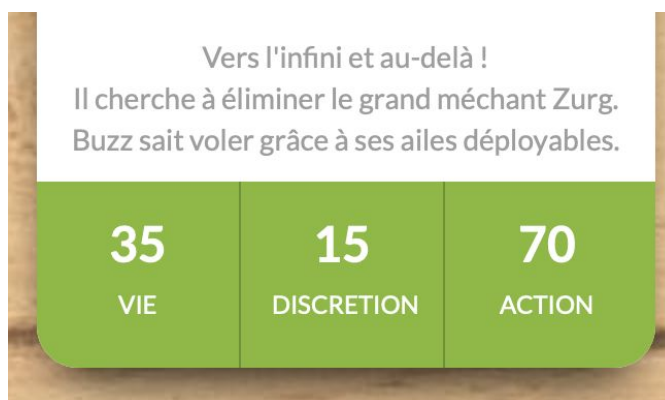 Vers l'infini et au-delà !
Il cherche à éliminer le grand méchant Zurg.
Buzz sait voler grâce à ses ailes déployables.
35 15 70
VIE DISCRETION ACTION